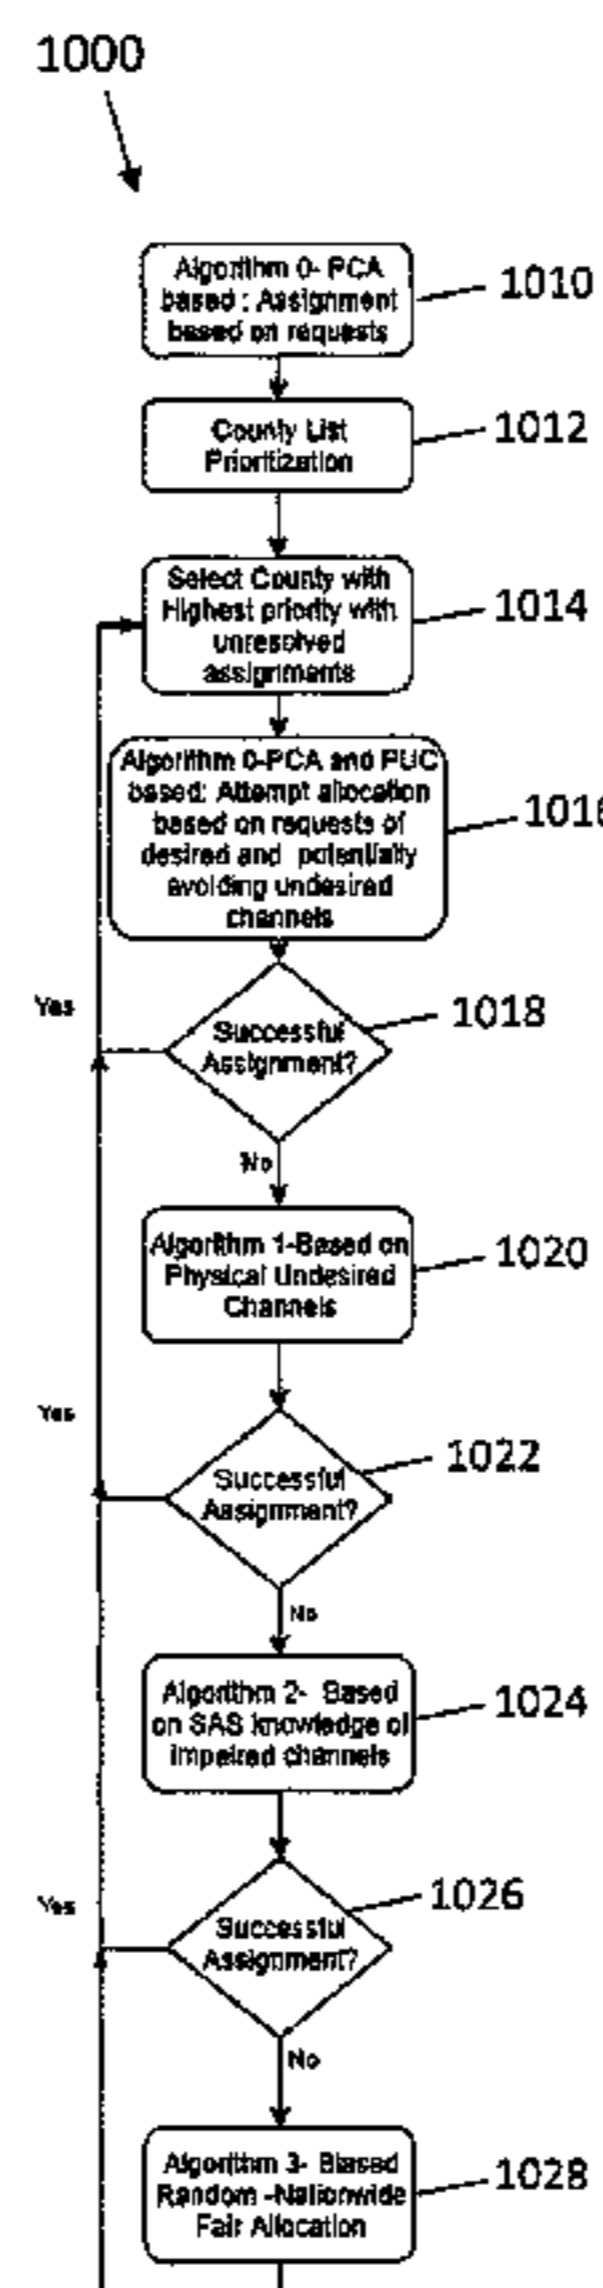 1000
Algorithm 0- PCA
based : Assignment
based on requests
1010
County List
Prioritization
1012
Select County with
Highest priority with
unresolved
assignments
1014
Algorithm 0-PCA and PUC
based: Attempt allocation
based on requests of
desired and potentially
avoiding undesired
channels
1016
Yes
Successful
Assignment?
1018
No
Algorithm 1-Based on
Physical Undesired
Channels
1020
Yes
Successful
Assignment?
1022
No
Algorithm 2- Based
on SAS knowledge of
impaired channels
1024
Yes
Successful
Assignment?
1026
No
Algorithm 3- Biased
Random -Nationwide
Fair Allocation
1028